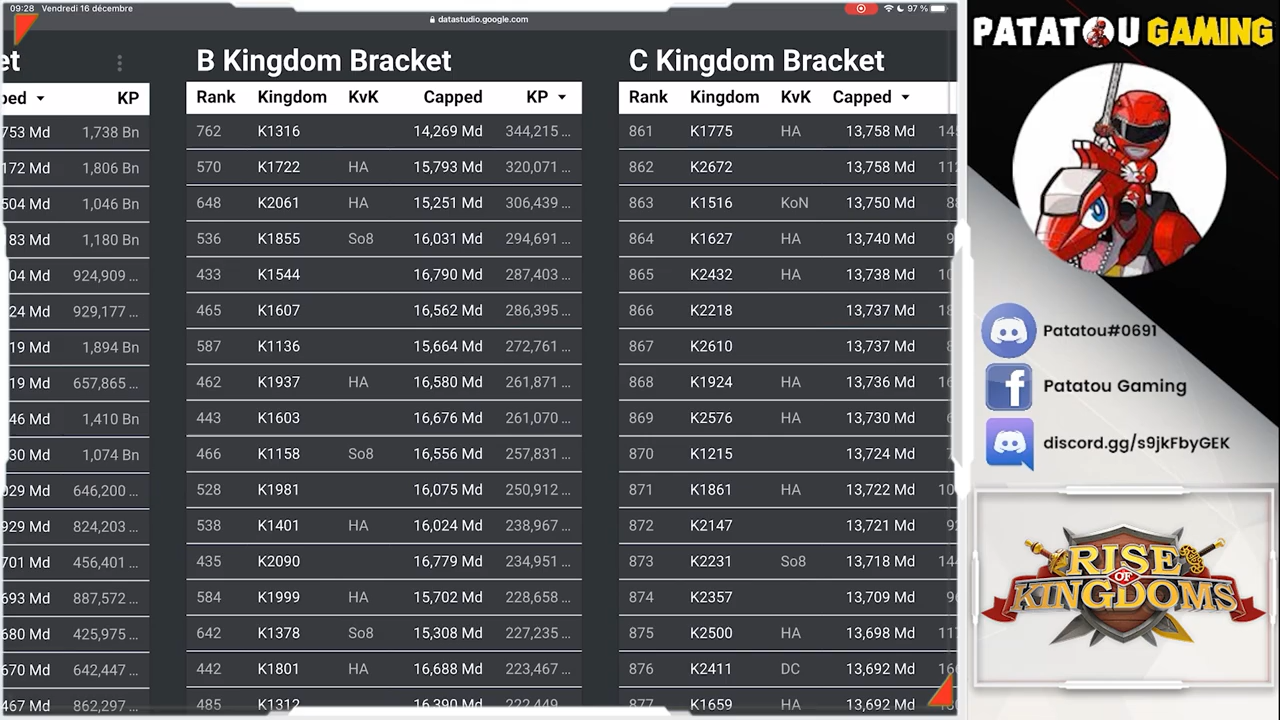 09:28 Vendredi 16 décembre
97 %
datastudio.google.com
et
ped KP
753 Md 1,738 Bn
172 Md 1,806 Bn
504 Md 1,046 Bn
83 Md 1,180 Bn
04 Md 924,909 ...
24 Md 929,177 ...
19 Md 1,894 Bn
19 Md 657,865 ...
46 Md 1,410 Bn
30 Md 1,074 Bn
029 Md 646,200 ...
929 Md 824,203 ...
701 Md 456,401 ...
693 Md 887,572 ...
680 Md 425,975 ...
670 Md 642,447 ...
467 Md 862,297 ...
B Kingdom Bracket
Rank Kingdom KvK Capped KP
762 K1316 14,269 Md 344,215 ...
570 K1722 HA 15,793 Md 320,071 ...
648 K2061 HA 15,251 Md 306,439 ...
536 K1855 So8 16,031 Md 294,691 ...
433 K1544 16,790 Md 287,403 ...
465 K1607 16,562 Md 286,395 ...
587 K1136 15,664 Md 272,761 ...
462 K1937 HA 16,580 Md 261,871 ...
443 K1603 16,676 Md 261,070 ...
466 K1158 So8 16,556 Md 257,831 ...
528 K1981 16,075 Md 250,912 ...
538 K1401 HA 16,024 Md 238,967 ...
435 K2090 16,779 Md 234,951 ...
584 K1999 HA 15,702 Md 228,658 ...
642 K1378 So8 15,308 Md 227,235 ...
442 K1801 HA 16,688 Md 223,467 ...
485 K1312 16,390 Md 222,449 ...
C Kingdom Bracket
Rank Kingdom KvK Capped
861 K1775 HA 13,758 Md
862 K2672 13,758 Md
863 K1516 KoN 13,750 Md
864 K1627 HA 13,740 Md
865 K2432 HA 13,738 Md
866 K2218 13,737 Md
867 K2610 13,737 Md
868 K1924 HA 13,736 Md
869 K2576 HA 13,730 Md
870 K1215 13,724 Md
871 K1861 HA 13,722 Md
872 K2147 13,721 Md
873 K2231 So8 13,718 Md
874 K2357 13,709 Md
875 K2500 HA 13,698 Md
876 K2411 DC 13,692 Md
877 K1659 HA 13,692 Md
PATATOU GAMING
Patatou#0691
Patatou Gaming
discord.gg/s9jkFbyGEK
RISE
OF
KINGDOMS